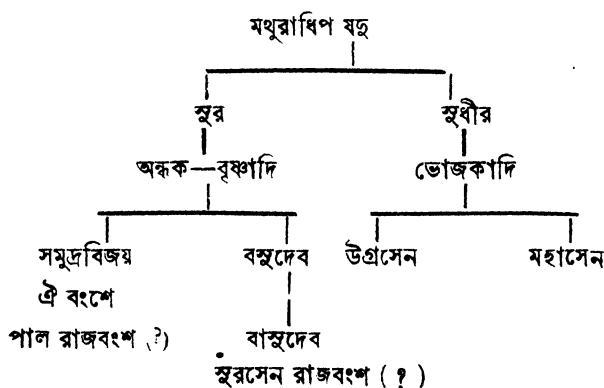 মথুরাধিপ যদু
সুর সুধীর
অন্ধক—বৃষ্ণাদি ভোজকাদি
সমুদ্রবিজয় বসুদেব উগ্রসেন মহাসেন
ঐ বংশে
পাল রাজবংশ (?) বাসুদেব
সুরসেন রাজবংশ (?)